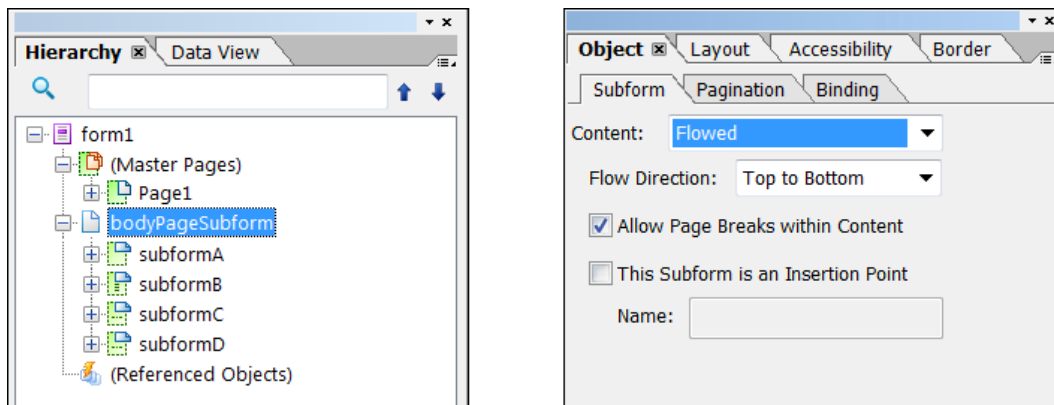 Hierarchy Data View
form1
(Master Pages)
Page1
bodyPageSubform
subformA
subformB
subformC
subformD
(Referenced Objects)
Object Layout Accessibility Border
Subform Pagination Binding
Content: Flowed
Flow Direction: Top to Bottom
Allow Page Breaks within Content
This Subform is an Insertion Point
Name: